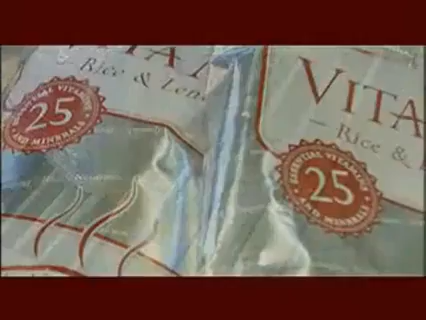 VITA
Rice & Len
ESSENTIAL VITAMINS
25
AND MINERALS
VITA
Rice &
ESSENTIAL VITAMINS
25
AND MINERALS